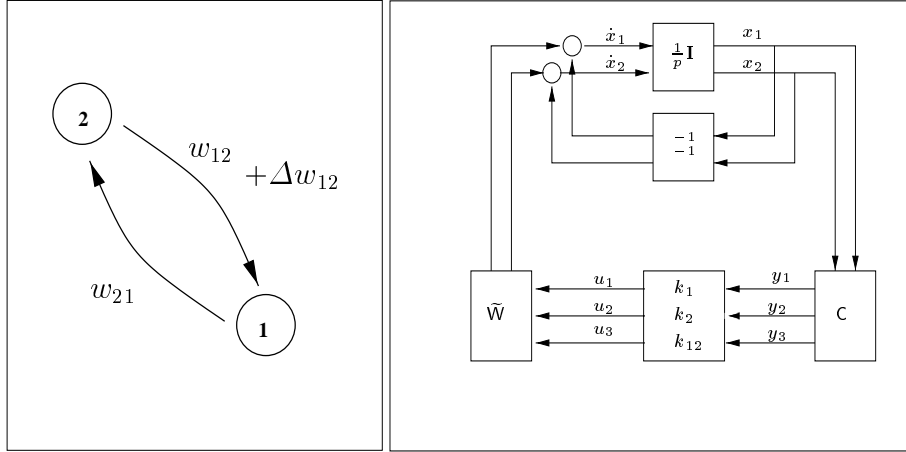 2
w₁₂
+Δw₁₂
w₂₁
1
ẋ₁
ẋ₂
1/p I
x₁
x₂
−1
−1
W̃
u₁
u₂
u₃
k₁
k₂
k₁₂
y₁
y₂
y₃
C